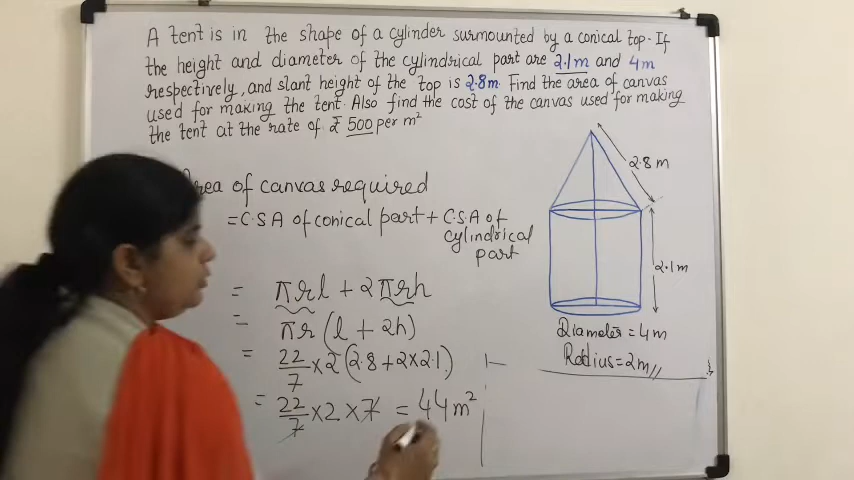 A tent is in the shape of a cylinder surmounted by a conical top. If
the height and diameter of the cylindrical part are 2.1m and 4m
respectively, and slant height of the top is 2.8m. Find the area of canvas
used for making the tent. Also find the cost of the canvas used for making
the tent at the rate of ₹ 500 per m²
rea of canvas required
= C.S.A of conical part + C.S.A of
cylindrical
part
= πrl + 2πrh
= πr(l + 2h)
= 22/7 × 2 (2.8 + 2×2.1)
= 22/7 × 2 × 7 = 44m²
2.8 m
2.1 m
Diameter = 4m
Radius = 2m //